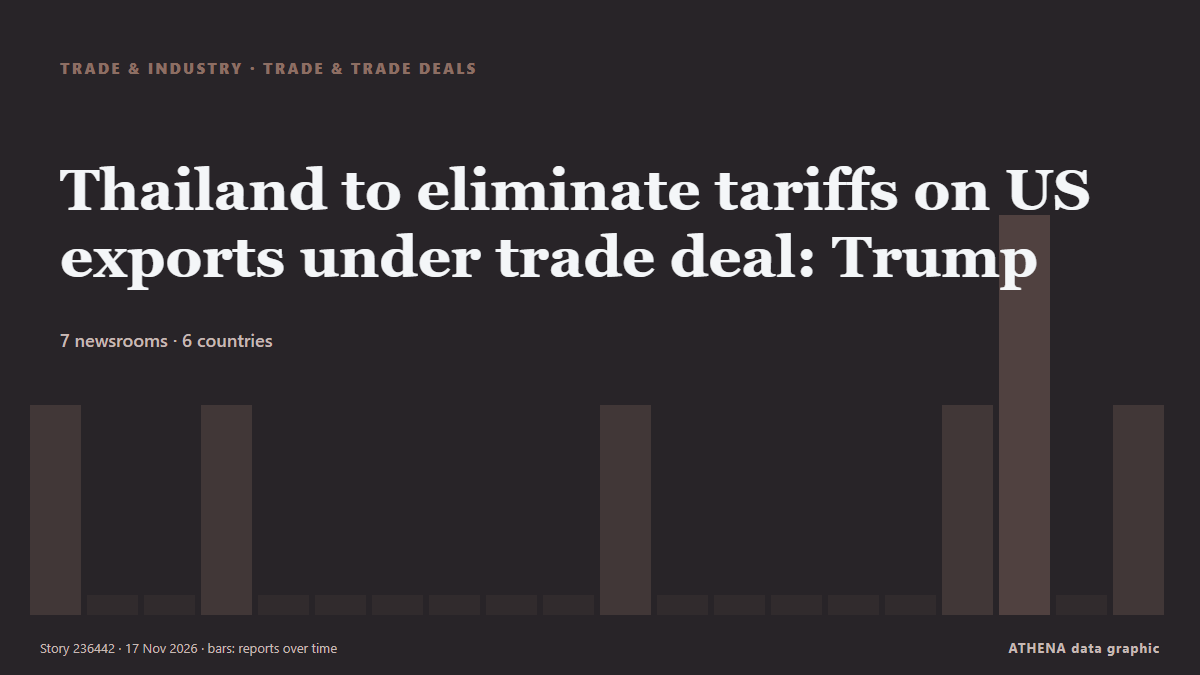 TRADE & INDUSTRY · TRADE & TRADE DEALS
Thailand to eliminate tariffs on US
exports under trade deal: Trump
7 newsrooms · 6 countries
Story 236442 · 17 Nov 2026 · bars: reports over time
ATHENA data graphic